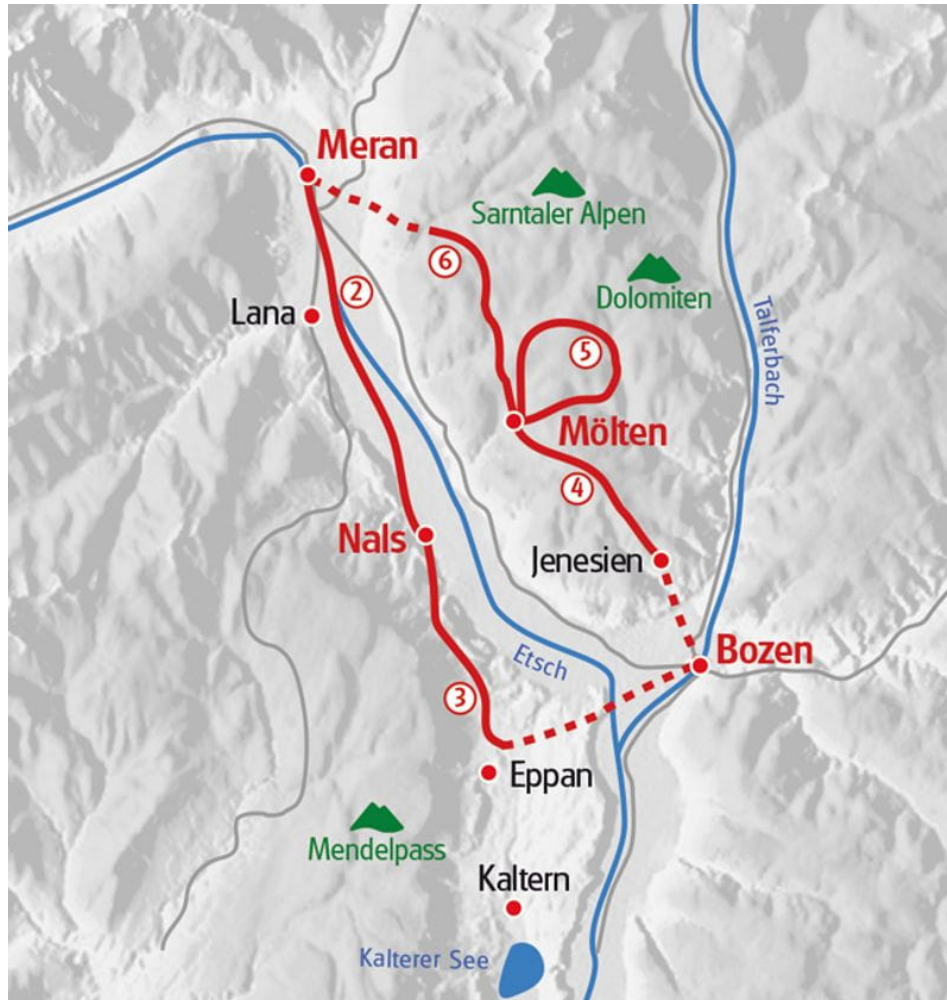 Meran
Sarntaler Alpen
6
Dolomiten
2
Lana
Talferbach
5
Mölten
4
Nals
Jenesien
Bozen
Etsch
3
Eppan
Mendelpass
Kaltern
Kalterer See